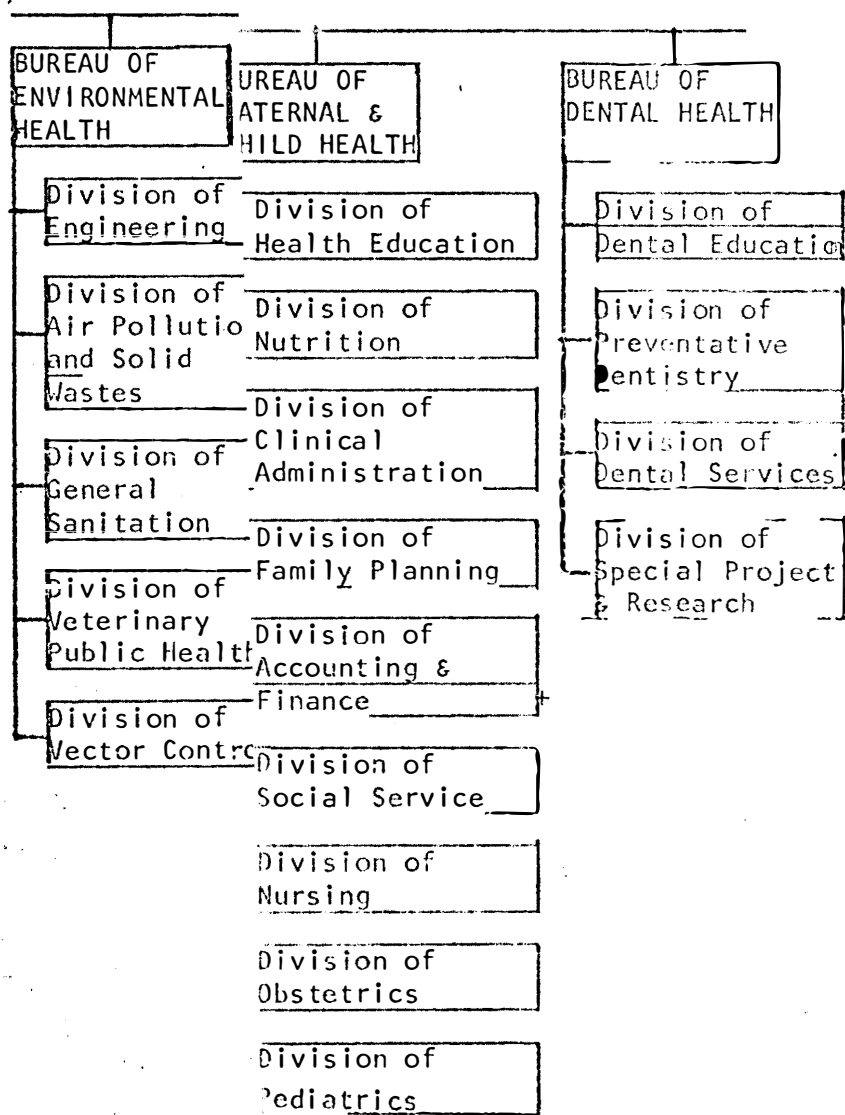 BUREAU OF
ENVIRONMENTAL
HEALTH
Division of
Engineering
Division of
Air Pollutio
and Solid
Wastes
Division of
General
Sanitation
Division of
Veterinary
Public Healt
Division of
Vector Contro
UREAU OF
ATERNAL &
HILD HEALTH
Division of
Health Education
Division of
Nutrition
Division of
Clinical
Administration
Division of
Family Planning
Division of
Accounting &
Finance
Division of
Social Service
Division of
Nursing
Division of
Obstetrics
Division of
Pediatrics
BUREAU OF
DENTAL HEALTH
Division of
Dental Education
Division of
Preventative
Dentistry
Division of
Dental Services
Division of
Special Project
& Research